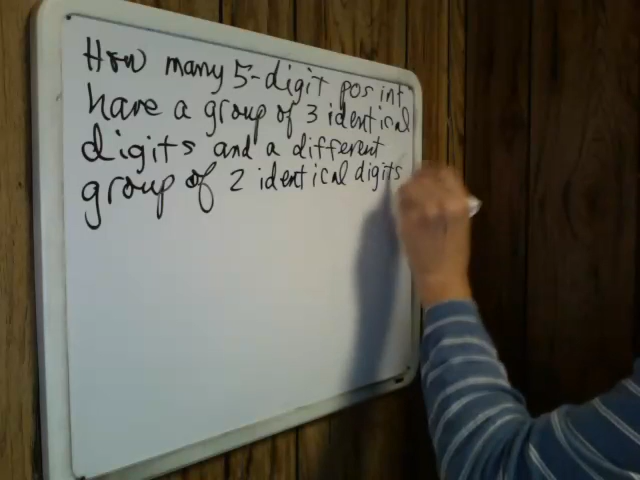 How many 5-digit pos int
have a group of 3 identical
digits and a different
group of 2 identical digits